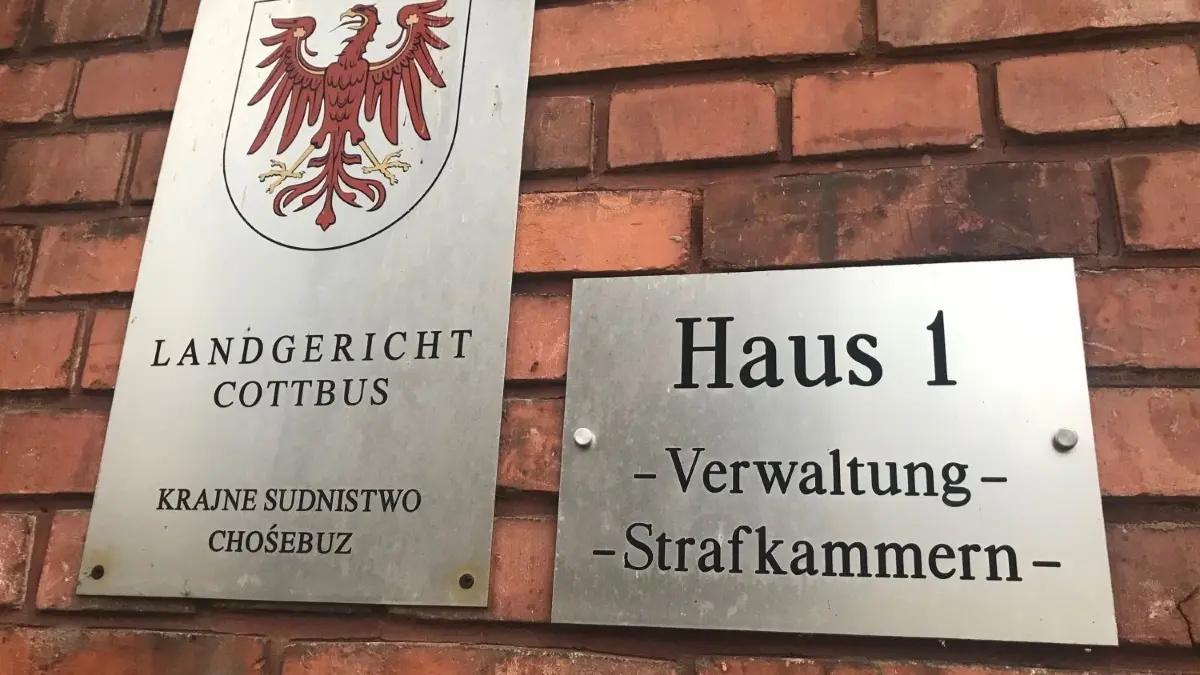 LANDGERICHT
COTTBUS
KRAJNE SUDNISTWO
CHOŚEBUZ
Haus 1
–Verwaltung–
–Strafkammern–